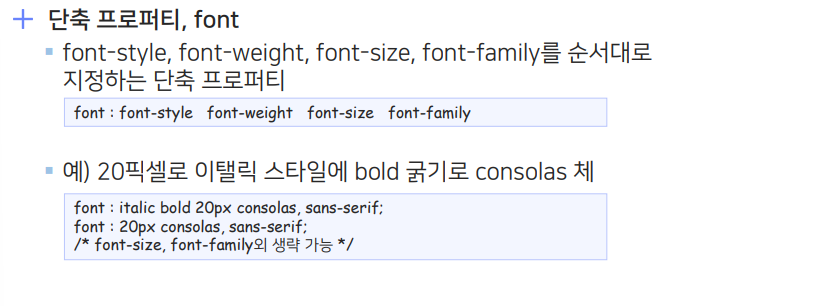 단축 프로퍼티, font
font-style, font-weight, font-size, font-family를 순서대로
지정하는 단축 프로퍼티
font : font-style font-weight font-size font-family
예) 20픽셀로 이탤릭 스타일에 bold 굵기로 consolas 체
font : italic bold 20px consolas, sans-serif;
font : 20px consolas, sans-serif;
/* font-size, font-family외 생략 가능 */